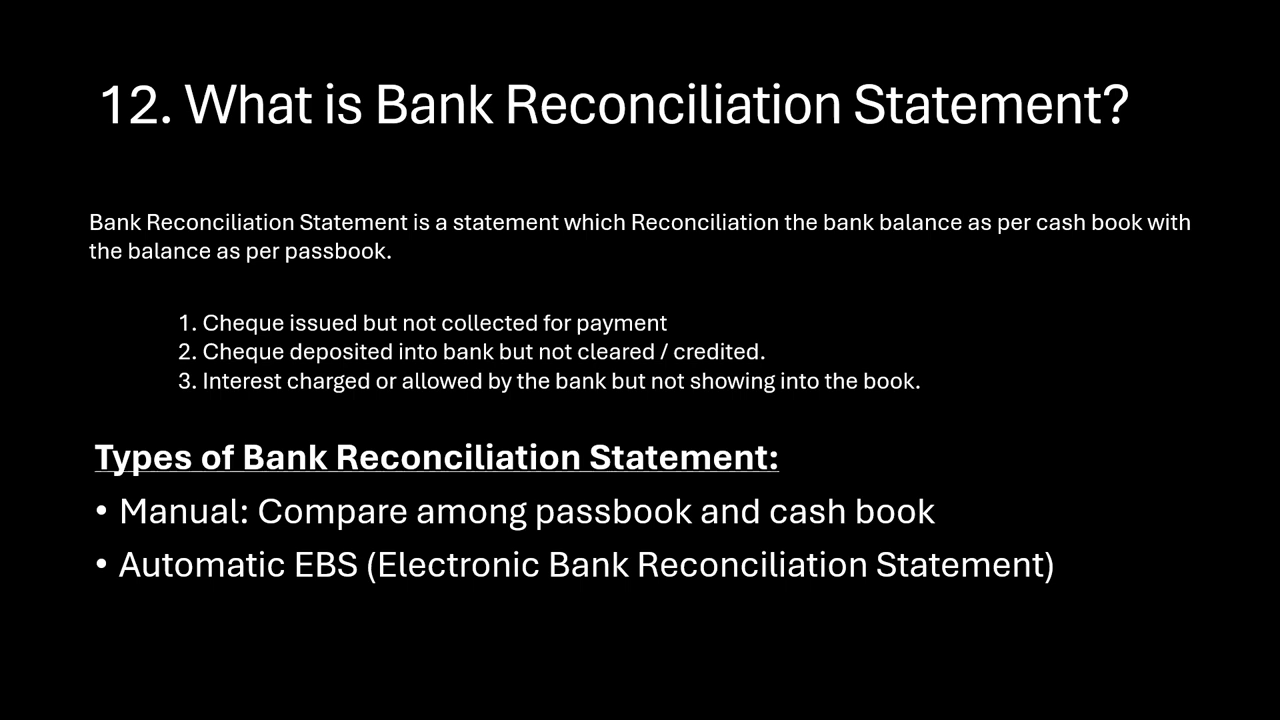 12. What is Bank Reconciliation Statement?
Bank Reconciliation Statement is a statement which Reconciliation the bank balance as per cash book with
the balance as per passbook.
1. Cheque issued but not collected for payment
2. Cheque deposited into bank but not cleared / credited.
3. Interest charged or allowed by the bank but not showing into the book.
Types of Bank Reconciliation Statement:
• Manual: Compare among passbook and cash book
• Automatic EBS (Electronic Bank Reconciliation Statement)